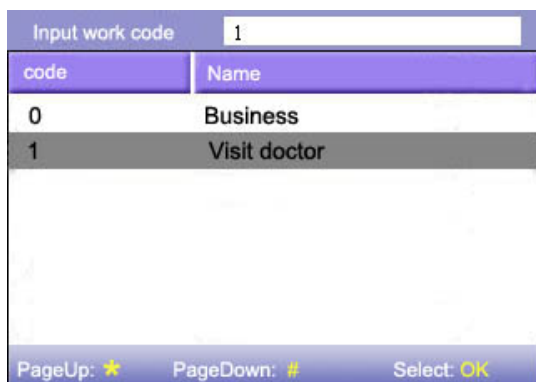 Input work code 1
code Name
0 Business
1 Visit doctor
PageUp: * PageDown: # Select: OK